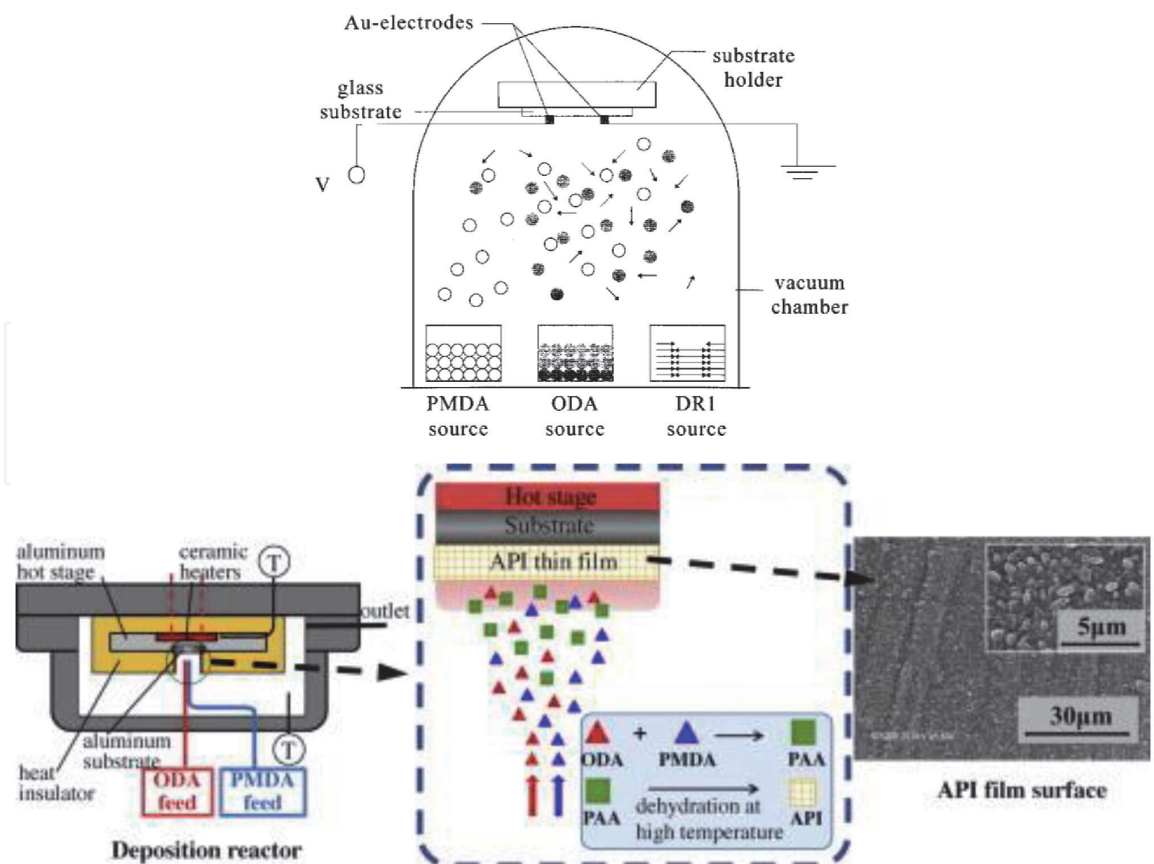 Au-electrodes
substrate
holder
glass
substrate
V
vacuum
chamber
PMDA
source
ODA
source
DR1
source
aluminum
hot stage
ceramic
heaters
T
outlet
T
aluminum
substrate
heat
insulator
ODA
feed
PMDA
feed
Deposition reactor
Hot stage
Substrate
API thin film
ODA + PMDA PAA
PAA dehydration at
high temperature API
5μm
30μm
API film surface